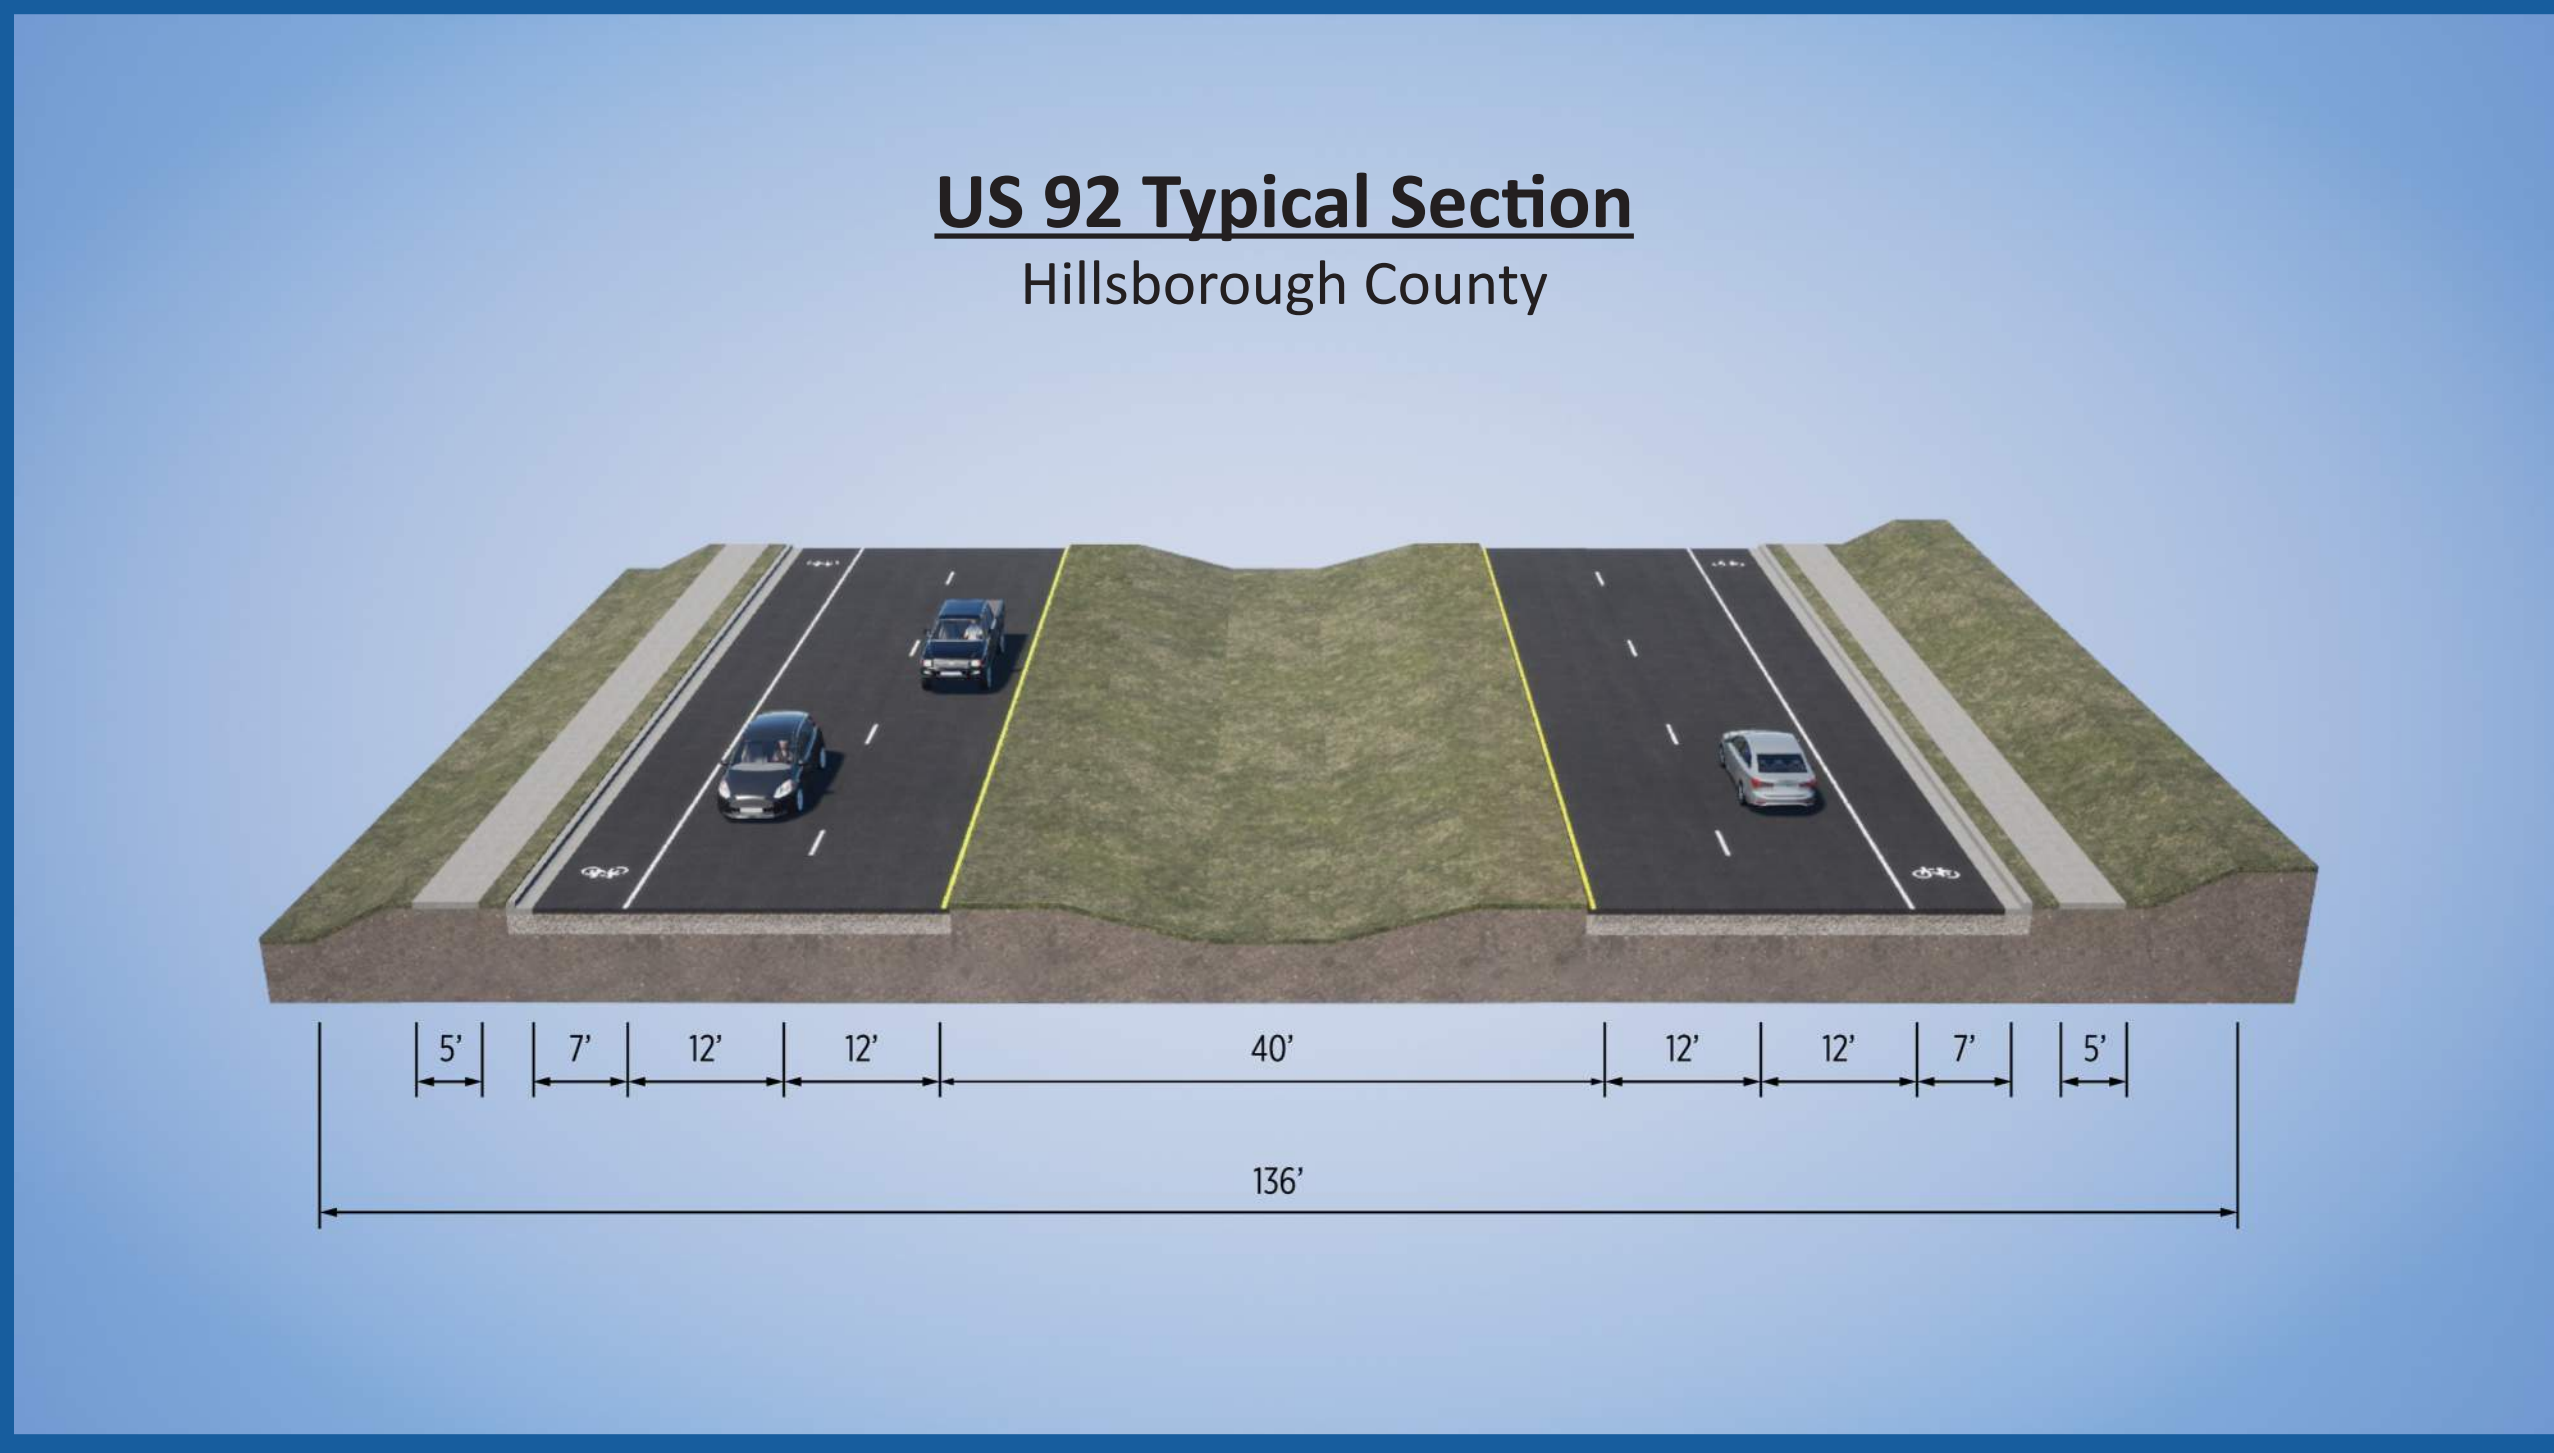 US 92 Typical Section
Hillsborough County
5’ 7’ 12’ 12’ 40’ 12’ 12’ 7’ 5’
136’